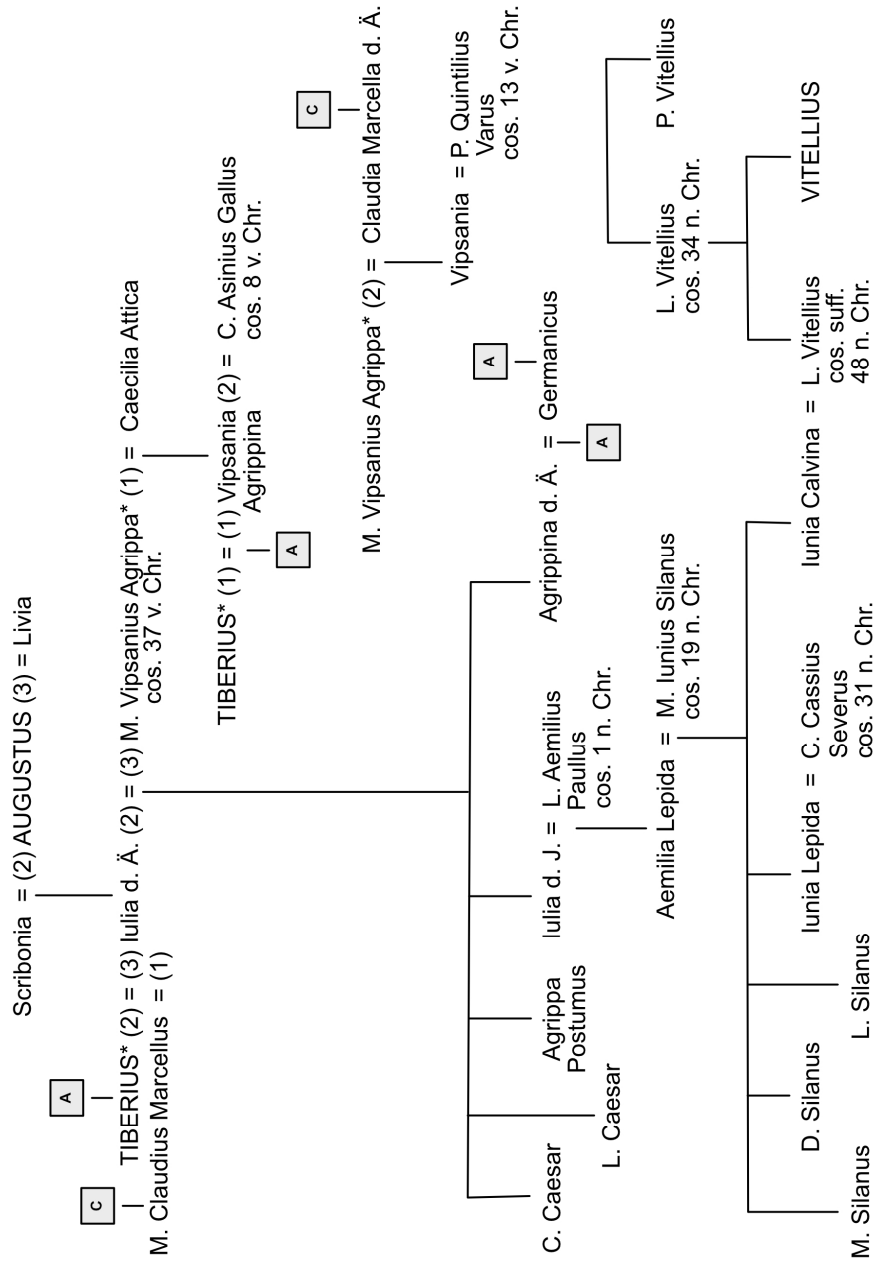 Scribonia = (2) AUGUSTUS (3) = Livia
A
TIBERIUS* (2) = (3) Iulia d. Ä. (2) = (3) M. Vipsanius Agrippa* (1) = Caecilia Attica
cos. 37 v. Chr.
C
M. Claudius Marcellus = (1)
TIBERIUS* (1) = (1) Vipsania (2) = C. Asinius Gallus
Agrippina cos. 8 v. Chr.
A
C
M. Vipsanius Agrippa* (2) = Claudia Marcella d. Ä.
Vipsania = P. Quintilius
Varus
cos. 13 v. Chr.
A
C. Caesar
L. Caesar
Agrippa
Postumus
Iulia d. J. = L. Aemilius
Paullus
cos. 1 n. Chr.
Agrippina d. Ä. = Germanicus
A
Aemilia Lepida = M. Iunius Silanus
cos. 19 n. Chr.
L. Vitellius
cos. 34 n. Chr.
P. Vitellius
M. Silanus
D. Silanus
L. Silanus
Iunia Lepida = C. Cassius
Severus
cos. 31 n. Chr.
Iunia Calvina = L. Vitellius
cos. suff.
48 n. Chr.
VITELLIUS